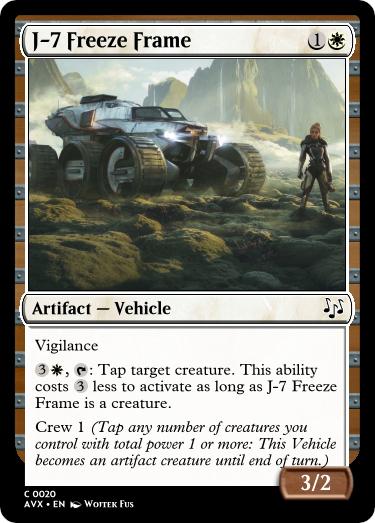 J-7 Freeze Frame 1
Artifact — Vehicle
Vigilance
3, : Tap target creature. This ability
costs 3 less to activate as long as J-7 Freeze
Frame is a creature.
Crew 1 (Tap any number of creatures you
control with total power 1 or more: This Vehicle
becomes an artifact creature until end of turn.)
3/2
C 0020
AVX • EN Wojtek Fus